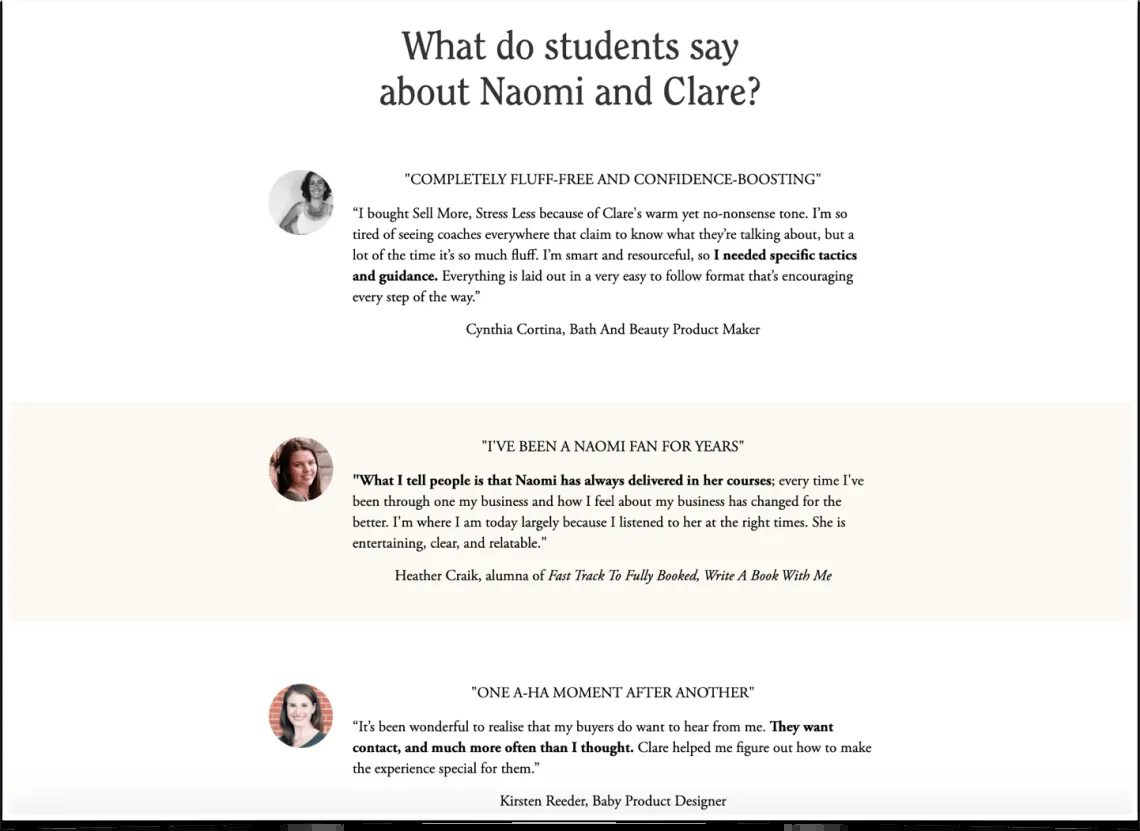 What do students say
about Naomi and Clare?
"COMPLETELY FLUFF-FREE AND CONFIDENCE-BOOSTING"
“I bought Sell More, Stress Less because of Clare's warm yet no-nonsense tone. I’m so
tired of seeing coaches everywhere that claim to know what they’re talking about, but a
lot of the time it’s so much fluff. I’m smart and resourceful, so I needed specific tactics
and guidance. Everything is laid out in a very easy to follow format that’s encouraging
every step of the way.”
Cynthia Cortina, Bath And Beauty Product Maker
"I'VE BEEN A NAOMI FAN FOR YEARS"
"What I tell people is that Naomi has always delivered in her courses; every time I've
been through one my business and how I feel about my business has changed for the
better. I'm where I am today largely because I listened to her at the right times. She is
entertaining, clear, and relatable."
Heather Craik, alumna of Fast Track To Fully Booked, Write A Book With Me
"ONE A-HA MOMENT AFTER ANOTHER"
“It’s been wonderful to realise that my buyers do want to hear from me. They want
contact, and much more often than I thought. Clare helped me figure out how to make
the experience special for them.”
Kirsten Reeder, Baby Product Designer